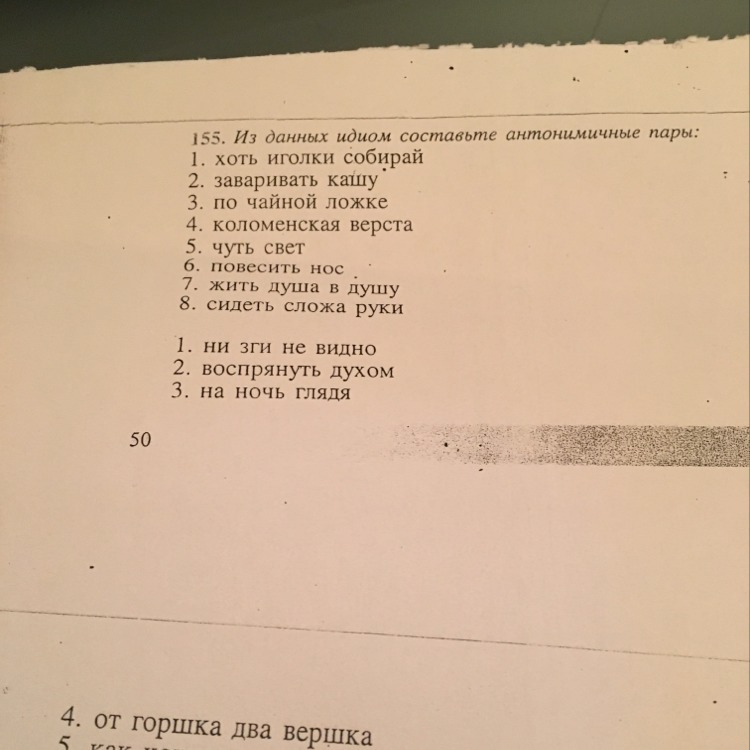 155. Из данных идиом составьте антонимичные пары:
1. хоть иголки собирай
2. заваривать кашу
3. по чайной ложке
4. коломенская верста
5. чуть свет
6. повесить нос
7. жить душа в душу
8. сидеть сложа руки
1. ни зги не видно
2. воспрянуть духом
3. на ночь глядя
50
4. от горшка два вершка
5. как